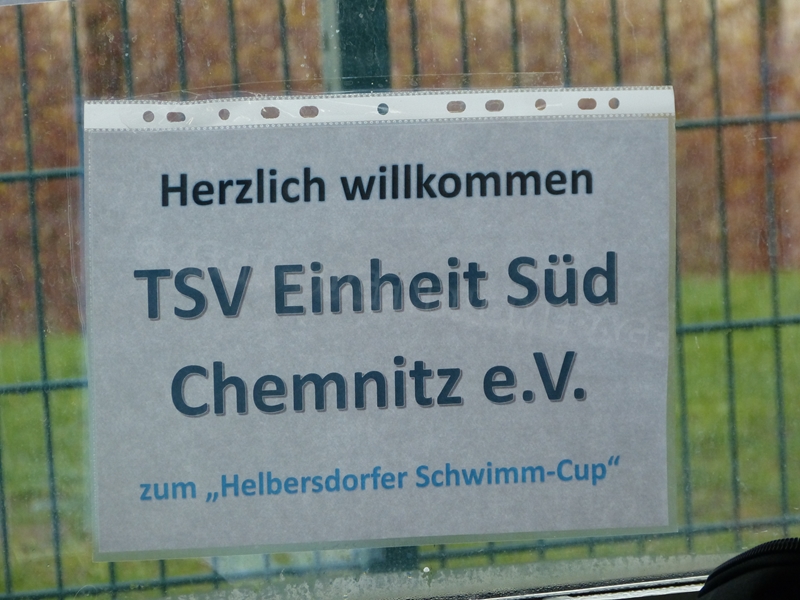 Herzlich willkommen
TSV Einheit Süd
Chemnitz e.V.
zum „Helbersdorfer Schwimm-Cup“